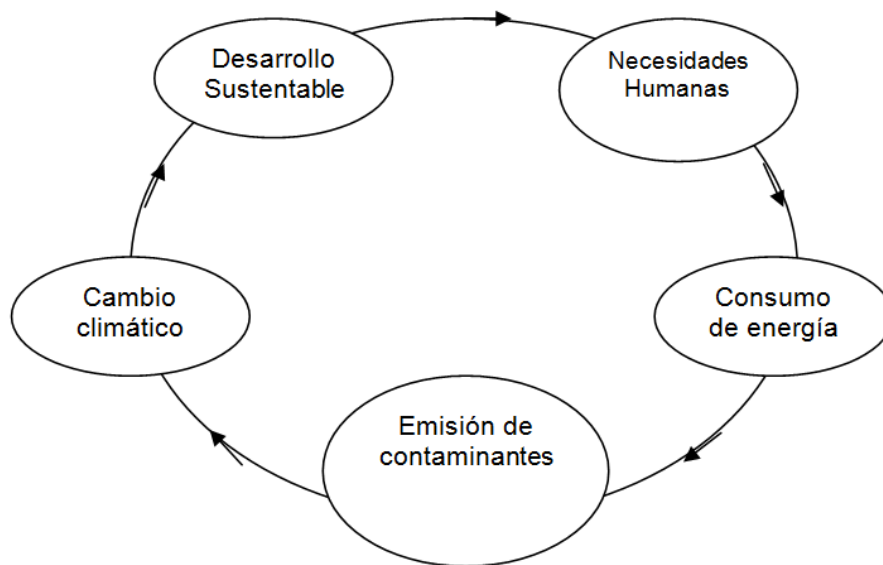 Desarrollo
Sustentable
Necesidades
Humanas
Consumo
de energía
Emisión de
contaminantes
Cambio
climático